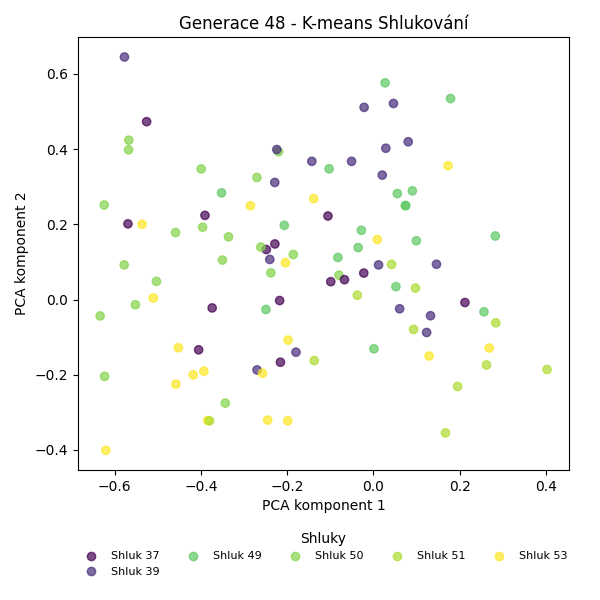 Generace 48 - K-means Shlukování
PCA komponent 2
0.6
0.4
0.2
0.0
−0.2
−0.4
−0.6 −0.4 −0.2 0.0 0.2 0.4
PCA komponent 1
Shluky
Shluk 37 Shluk 49 Shluk 50 Shluk 51 Shluk 53
Shluk 39